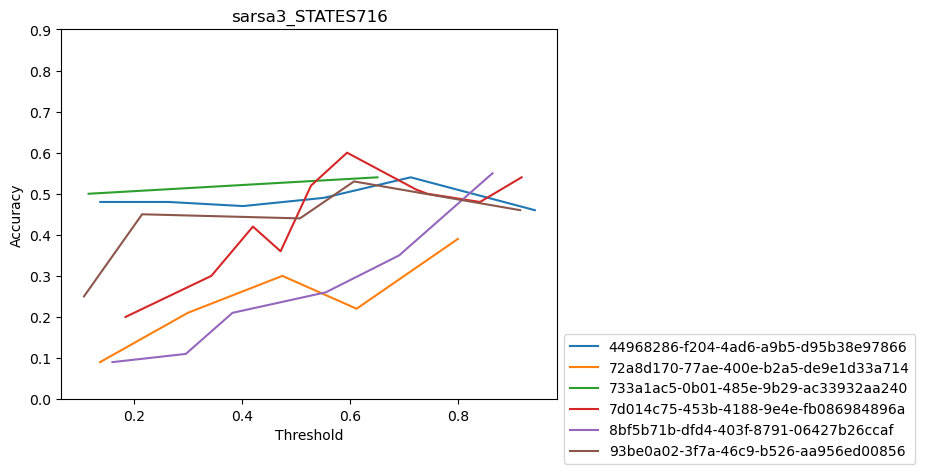 sarsa3_STATES716
0.9
0.8
0.7
0.6
0.5
0.4
0.3
0.2
0.1
0.0
Accuracy
0.2 0.4 0.6 0.8
Threshold
44968286-f204-4ad6-a9b5-d95b38e97866
72a8d170-77ae-400e-b2a5-de9e1d33a714
733a1ac5-0b01-485e-9b29-ac33932aa240
7d014c75-453b-4188-9e4e-fb086984896a
8bf5b71b-dfd4-403f-8791-06427b26ccaf
93be0a02-3f7a-46c9-b526-aa956ed00856